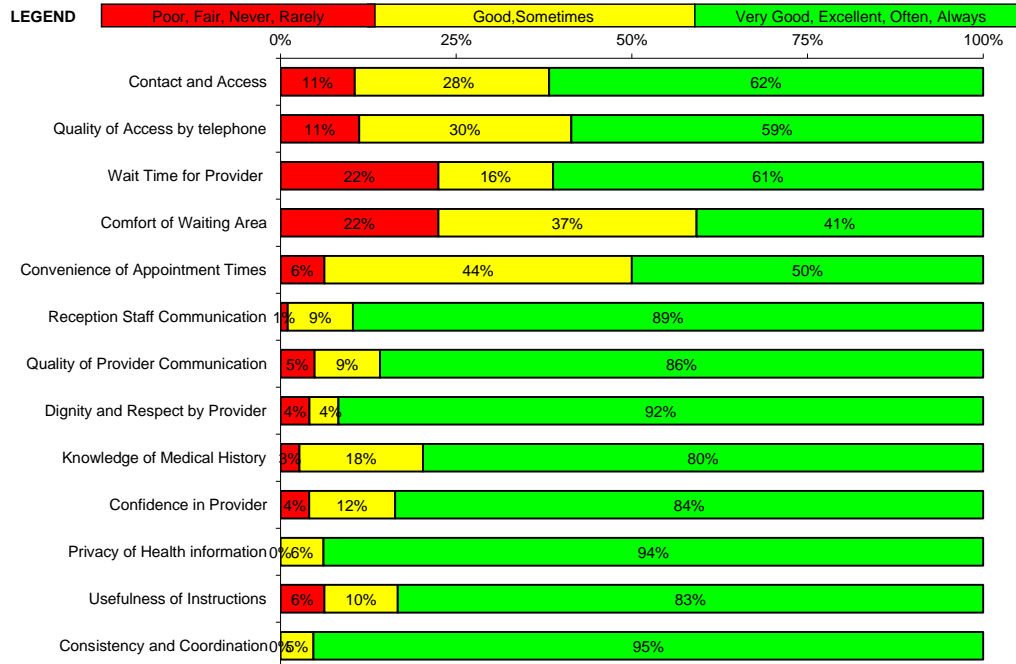 LEGEND Poor, Fair, Never, Rarely Good,Sometimes Very Good, Excellent, Often, Always
0% 25% 50% 75% 100%
Contact and Access 11% 28% 62%
Quality of Access by telephone 11% 30% 59%
Wait Time for Provider 22% 16% 61%
Comfort of Waiting Area 22% 37% 41%
Convenience of Appointment Times 6% 44% 50%
Reception Staff Communication 1% 9% 89%
Quality of Provider Communication 5% 9% 86%
Dignity and Respect by Provider 4% 4% 92%
Knowledge of Medical History 3% 18% 80%
Confidence in Provider 4% 12% 84%
Privacy of Health information 0% 6% 94%
Usefulness of Instructions 6% 10% 83%
Consistency and Coordination 0% 5% 95%